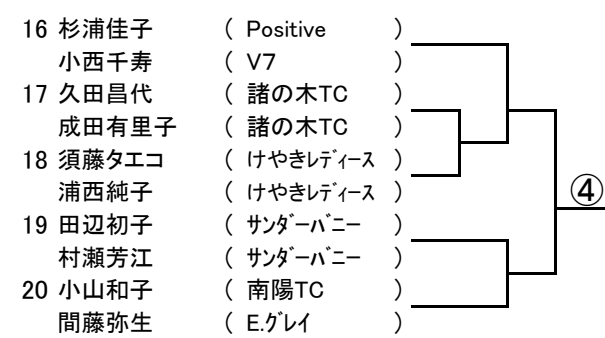 16 杉浦佳子 ( Positive )
小西千寿 ( V7 )
17 久田昌代 ( 諸の木TC )
成田有里子 ( 諸の木TC )
18 須藤タエコ ( けやきﾚﾃﾞｨｰｽ )
浦西純子 ( けやきﾚﾃﾞｨｰｽ )
④
19 田辺初子 ( ｻﾝﾀﾞｰﾊﾞﾆｰ )
村瀬芳江 ( ｻﾝﾀﾞｰﾊﾞﾆｰ )
20 小山和子 ( 南陽TC )
間藤弥生 ( E.ｸﾞﾚｲ )